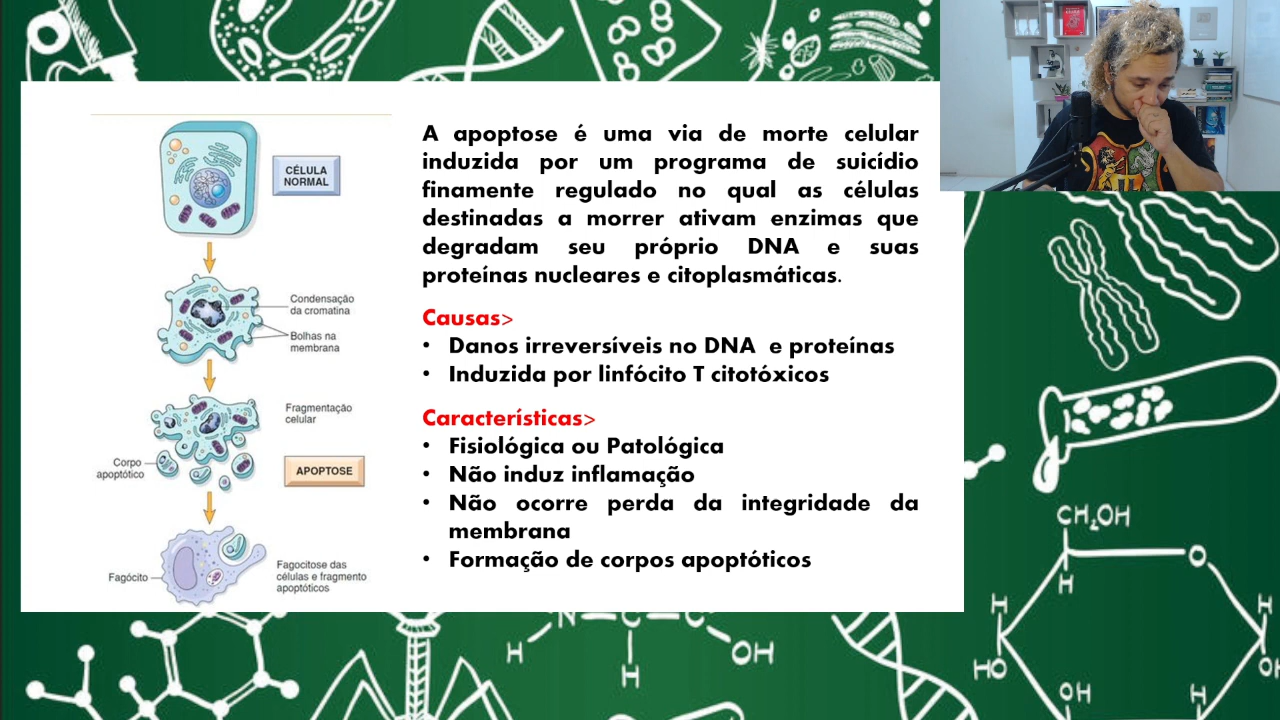 CÉLULA
NORMAL
Condensação
da cromatina
Bolhas na
membrana
Fragmentação
celular
Corpo
apoptótico
APOPTOSE
Fagócito
Fagocitose das
células e fragmento
apoptóticos
A apoptose é uma via de morte celular
induzida por um programa de suicídio
finamente regulado no qual as células
destinadas a morrer ativam enzimas que
degradam seu próprio DNA e suas
proteínas nucleares e citoplasmáticas.
Causas>
• Danos irreversíveis no DNA e proteínas
• Induzida por linfócito T citotóxicos
Características>
• Fisiológica ou Patológica
• Não induz inflamação
• Não ocorre perda da integridade da
membrana
• Formação de corpos apoptóticos
CH₂OH
O
H
H
H
HO
OH
OH
H
H
N
C
C
OH
H